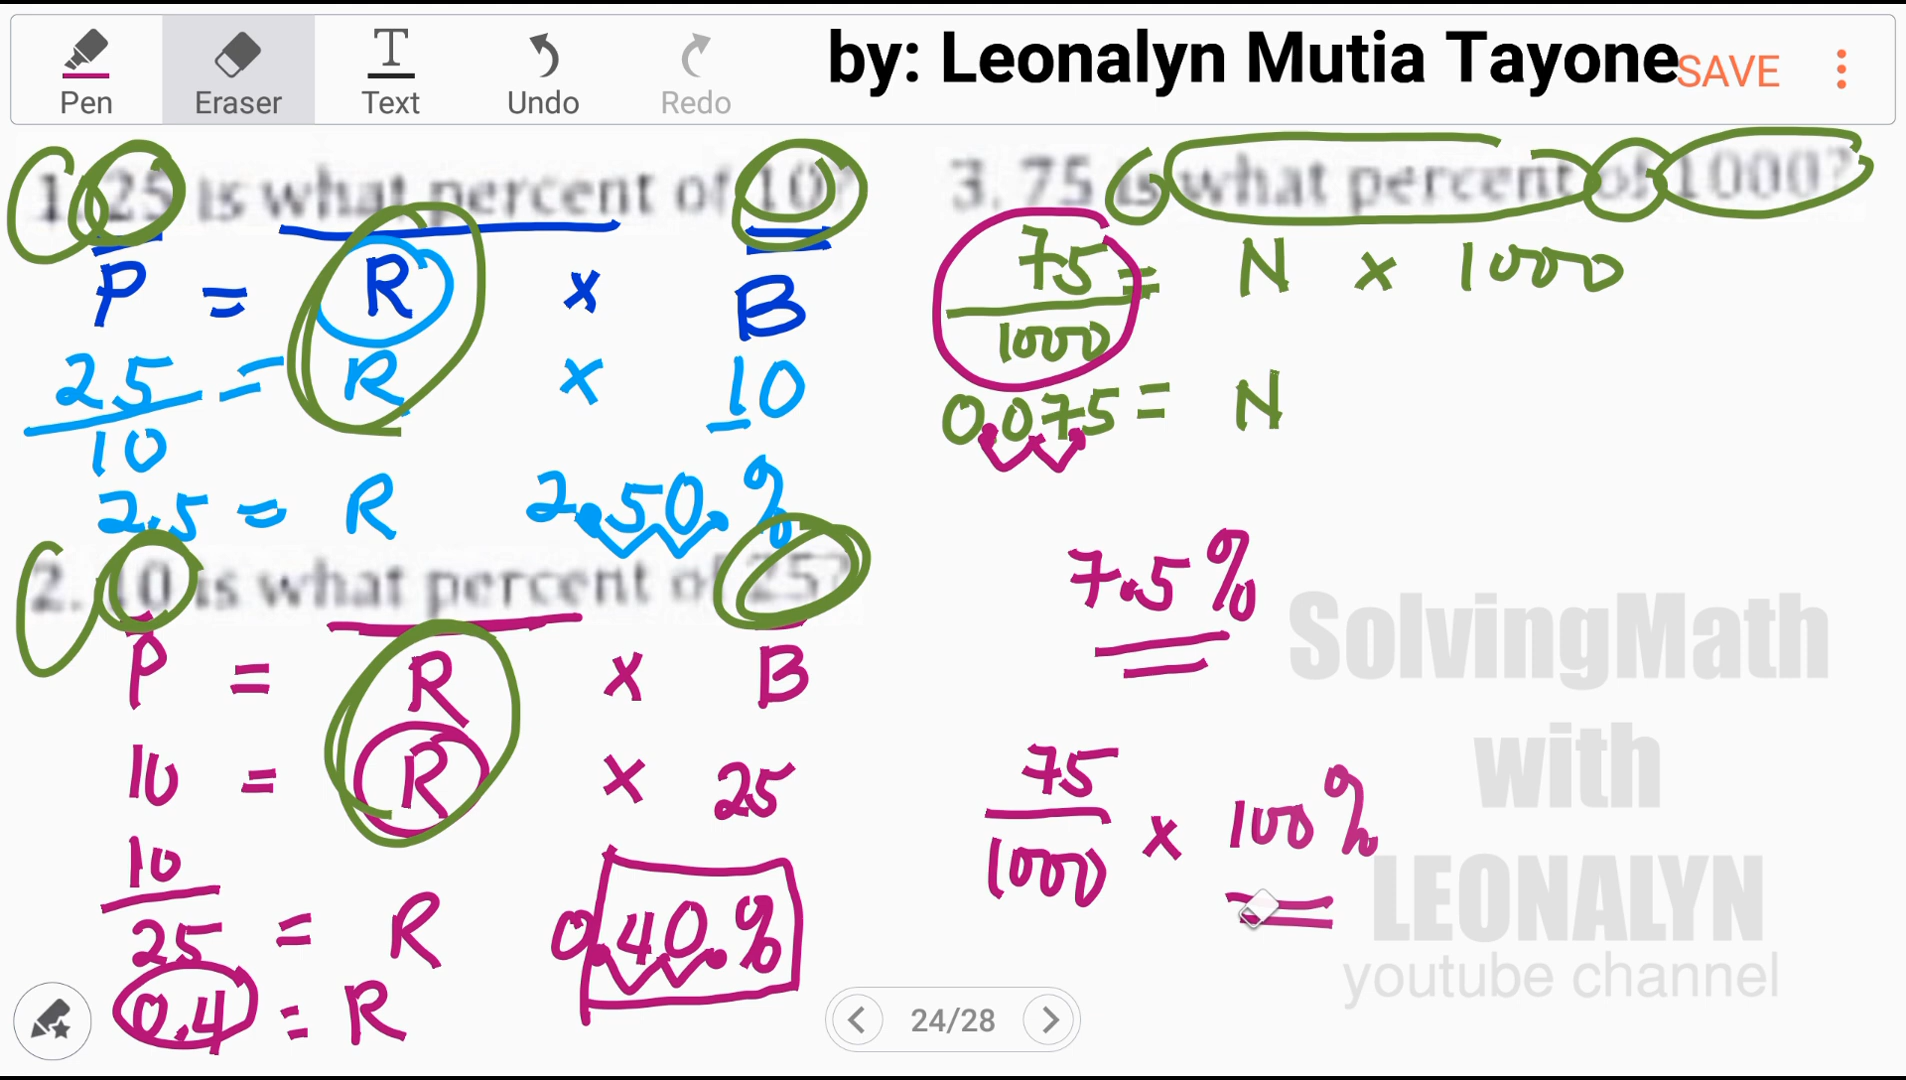 Pen Eraser Text Undo Redo by: Leonalyn Mutia Tayone SAVE
1. 25 is what percent of 10?
P = R × B
25 = R × 10
10
2.5 = R 2.50.%
2. 10 is what percent of 25?
P = R × B
10 = R × 25
10
25 = R 0.40.%
0.4 = R
3. 75 is what percent of 1000?
75 = N × 1000
1000
0.075 = N
7.5%
75
1000 × 100%
SolvingMath
with
LEONALYN
youtube channel
24/28